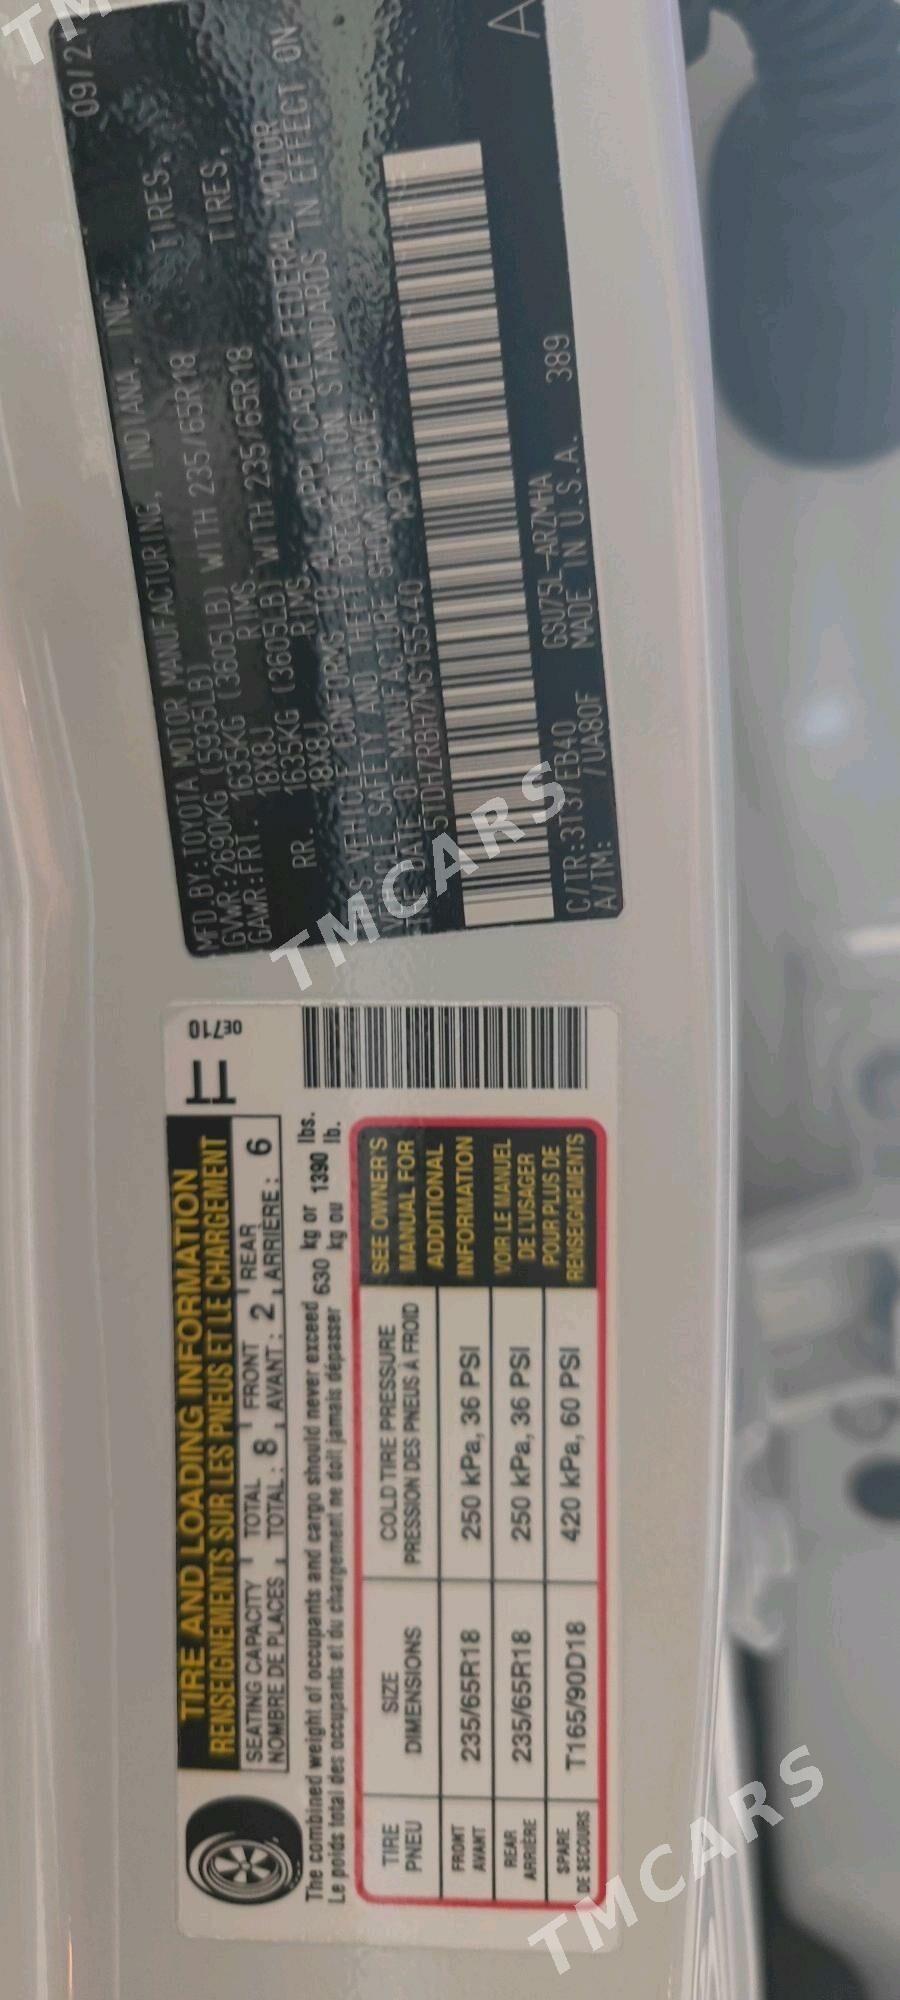 TMCARS
09/2
MFD.BY:TOYOTA MOTOR MANUFACTURING, INDIANA, INC.
GVWR:2690KG(5935LB)
GAWR:FRT. 1635KG (3605LB) WITH 235/65R18 TIRES,
18X8J RIMS,
RR. 1635KG (3605LB) WITH 235/65R18 TIRES,
18X8J RIMS
THIS VEHICLE CONFORMS TO ALL APPLICABLE FEDERAL MOTOR
VEHICLE SAFETY AND THEFT PREVENTION STANDARDS IN EFFECT ON
THE DATE OF MANUFACTURE SHOWN ABOVE.
5TDHZRBH7MS155440 MPV
A
C/TR:3T3/EB40 GSU75L-ARZMHA
A/TM: /UA80F MADE IN U.S.A. 389
TMCARS
TIRE AND LOADING INFORMATION
RENSEIGNEMENTS SUR LES PNEUS ET LE CHARGEMENT
0E710
SEATING CAPACITY TOTAL FRONT REAR
NOMBRE DE PLACES TOTAL: 8 AVANT: 2 ARRIÈRE: 6
The combined weight of occupants and cargo should never exceed 630 kg or 1390 lbs.
Le poids total des occupants et du chargement ne doit jamais dépasser kg ou lb.
TIRE SIZE COLD TIRE PRESSURE
PNEU DIMENSIONS PRESSION DES PNEUS À FROID
FRONT
AVANT 235/65R18 250 kPa, 36 PSI
REAR
ARRIÈRE 235/65R18 250 kPa, 36 PSI
SPARE
DE SECOURS T165/90D18 420 kPa, 60 PSI
SEE OWNER'S
MANUAL FOR
ADDITIONAL
INFORMATION
VOIR LE MANUEL
DE L'USAGER
POUR PLUS DE
RENSEIGNEMENTS
TMCARS